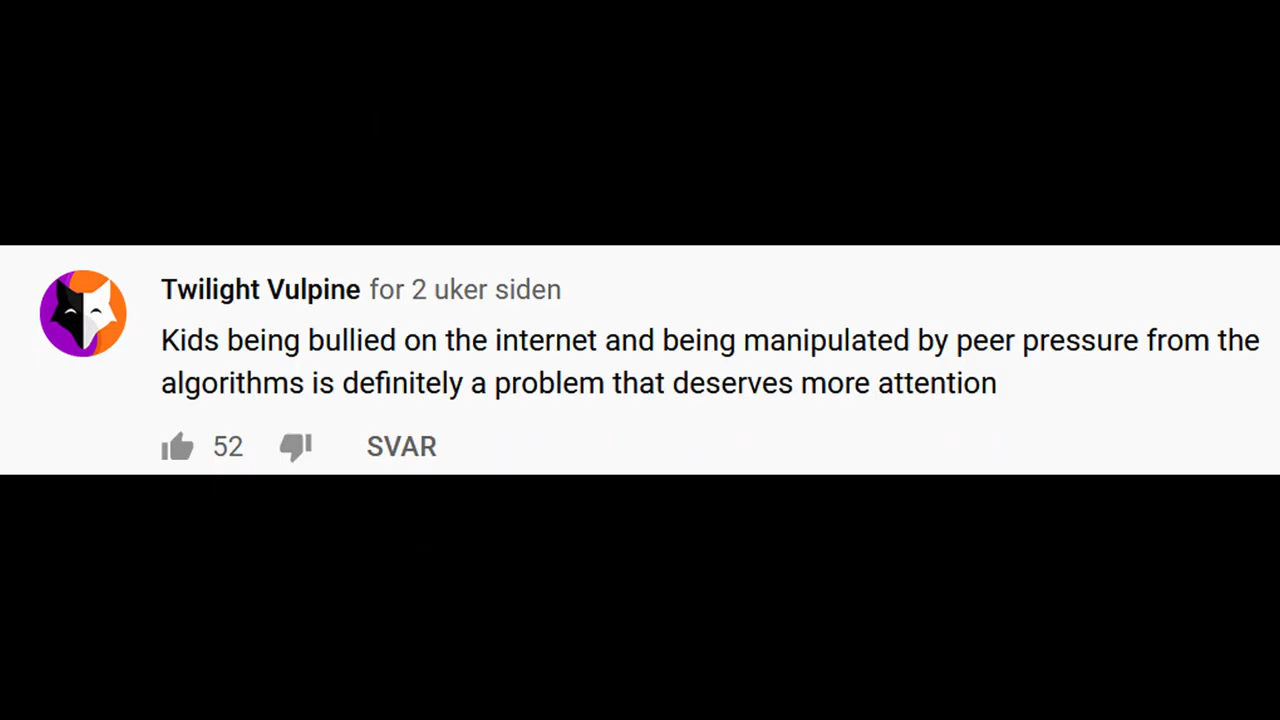 Twilight Vulpine for 2 uker siden
Kids being bullied on the internet and being manipulated by peer pressure from the
algorithms is definitely a problem that deserves more attention
52 SVAR